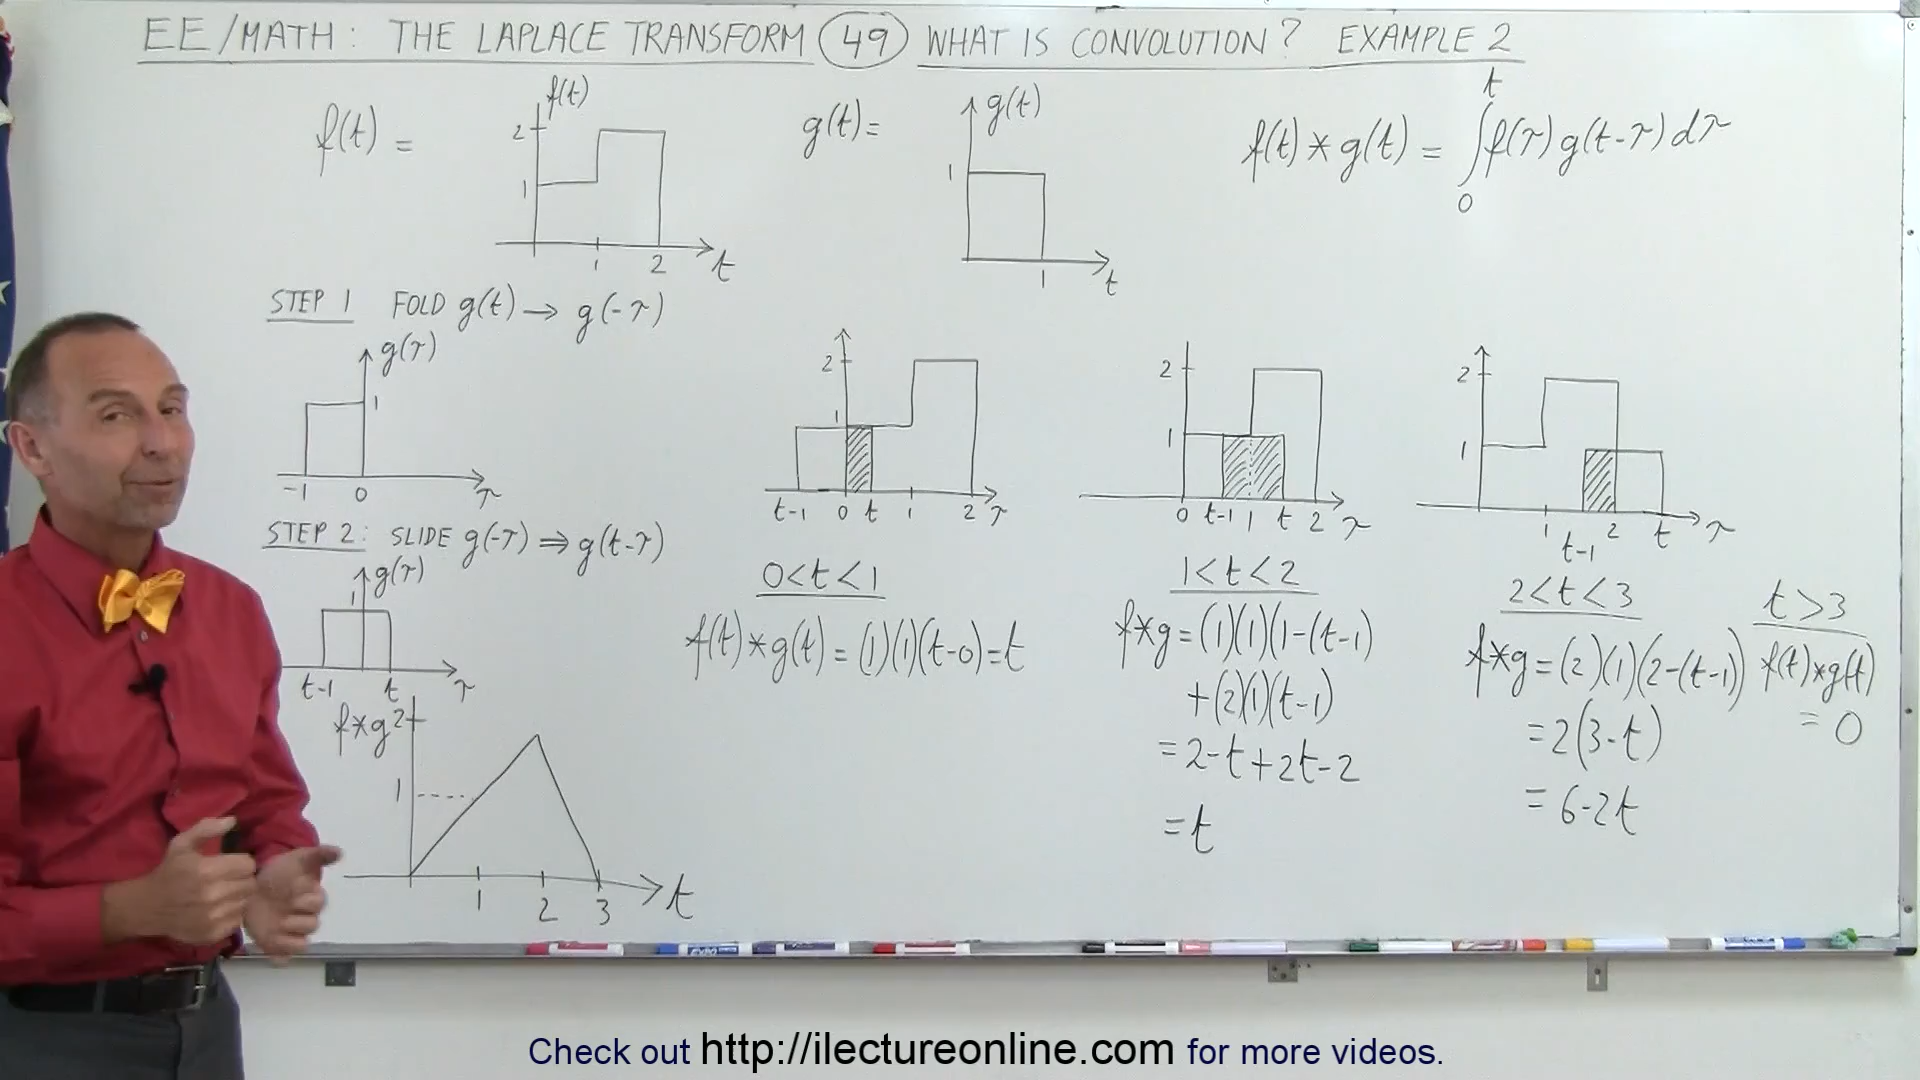 EE/MATH: THE LAPLACE TRANSFORM 49 WHAT IS CONVOLUTION? EXAMPLE 2
f(t) =
f(t)
2
1
1 2 t
g(t)=
g(t)
1
1 t
f(t)*g(t) = ∫₀ᵗ f(τ)g(t-τ)dτ
STEP 1 FOLD g(t) → g(-τ)
g(τ)
1
-1 0 τ
STEP 2: SLIDE g(-τ) ⇒ g(t-τ)
g(τ)
1
t-1 t τ
f*g
2
1
1 2 3 t
2
1
t-1 0 t 1 2 τ
0<t<1
f(t)*g(t) = (1)(1)(t-0)=t
2
1
0 t-1 1 t 2 τ
1<t<2
f*g=(1)(1)(1-(t-1)
+(2)(1)(t-1)
=2-t+2t-2
=t
2
1
1 t-1 2 t τ
2<t<3
f*g=(2)(1)(2-(t-1))
=2(3-t)
= 6-2t
t>3
f(t)*g(t)
= 0
Check out http://ilectureonline.com for more videos.